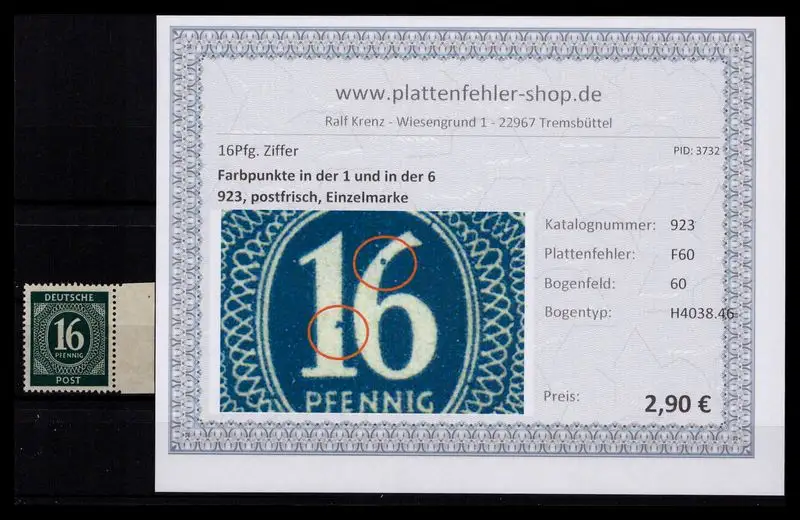 www.plattenfehler-shop.de
Ralf Krenz - Wiesengrund 1 - 22967 Tremsbüttel
16Pfg. Ziffer
PID: 3732
Farbpunkte in der 1 und in der 6
923, postfrisch, Einzelmarke
Katalognummer: 923
Plattenfehler: F60
Bogenfeld: 60
Bogentyp: H4038.46
Preis: 2,90 €
16
PFENNIG
DEUTSCHE
16
PFENNIG
POST